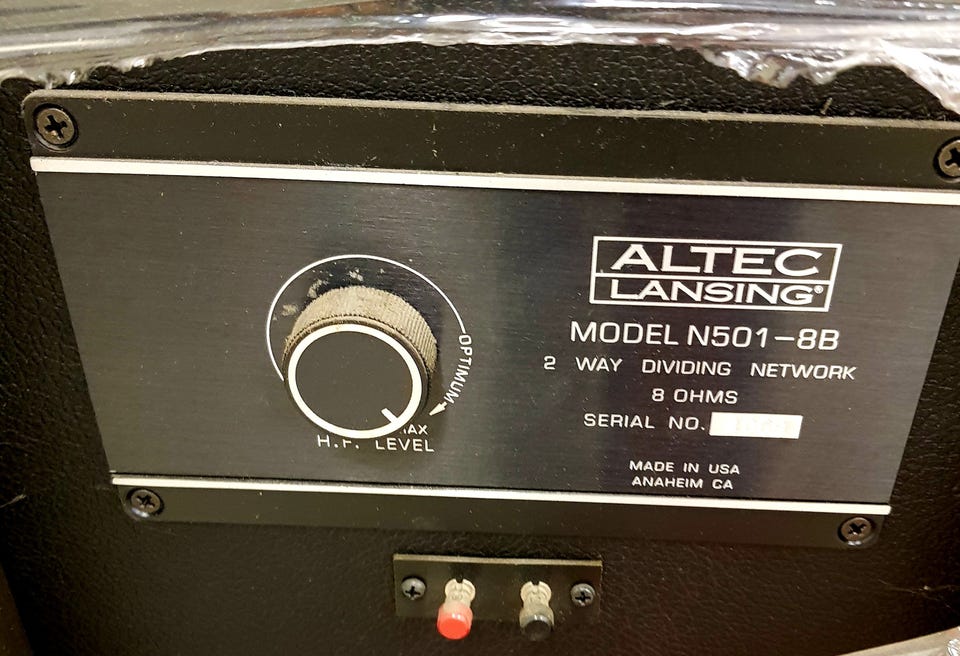 ALTEC
LANSING®
MODEL N501-8B
2 WAY DIVIDING NETWORK
8 OHMS
SERIAL NO.
MADE IN USA
ANAHEIM CA
OPTIMUM
H.F. LEVEL